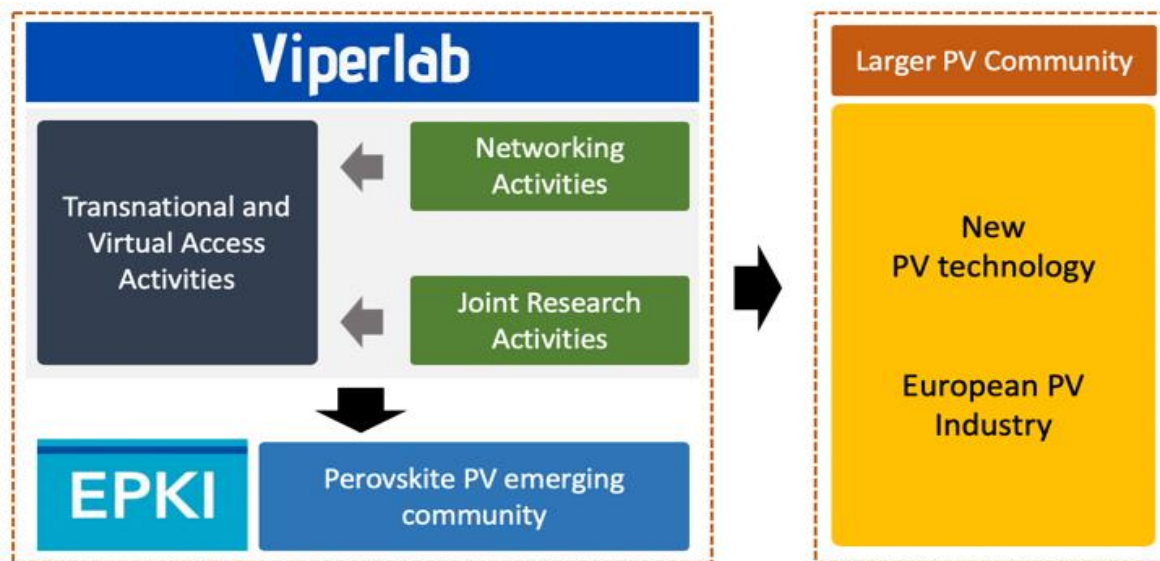 Viperlab
Transnational and
Virtual Access
Activities
Networking
Activities
Joint Research
Activities
EPKI
Perovskite PV emerging
community
Larger PV Community
New
PV technology
European PV
Industry